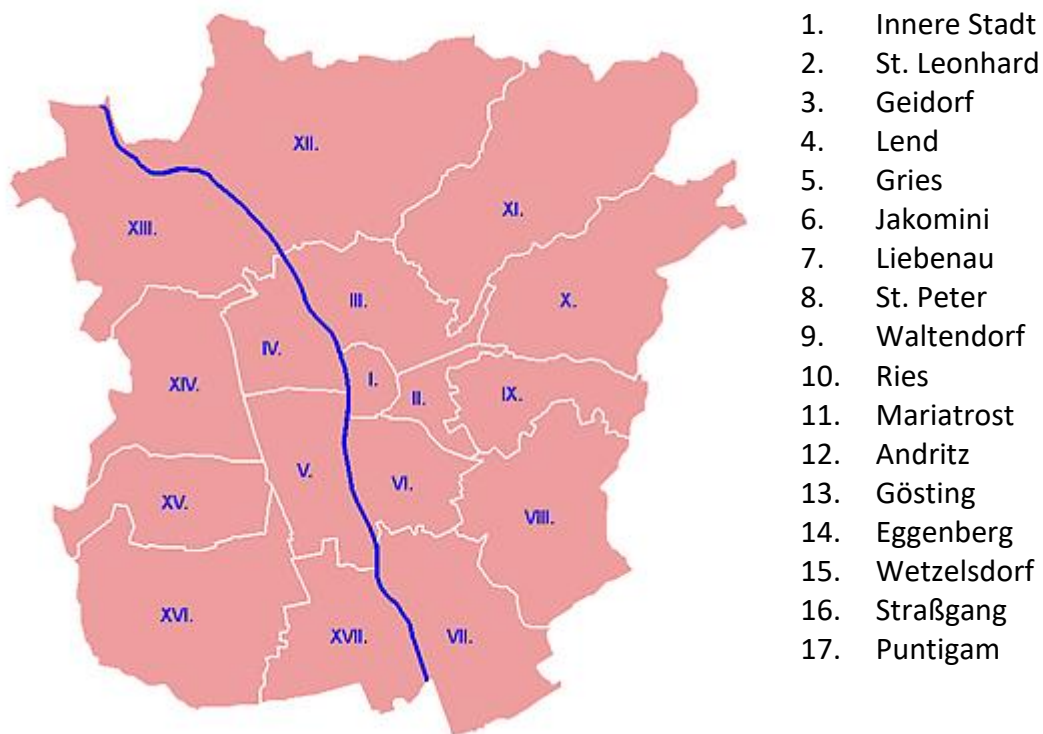 XII.
XI.
XIII.
III.
X.
IV.
I.
XIV.
II.
IX.
V.
VI.
XV.
VIII.
XVI.
XVII.
VII.
1. Innere Stadt
2. St. Leonhard
3. Geidorf
4. Lend
5. Gries
6. Jakomini
7. Liebenau
8. St. Peter
9. Waltendorf
10. Ries
11. Mariatrost
12. Andritz
13. Gösting
14. Eggenberg
15. Wetzelsdorf
16. Straßgang
17. Puntigam